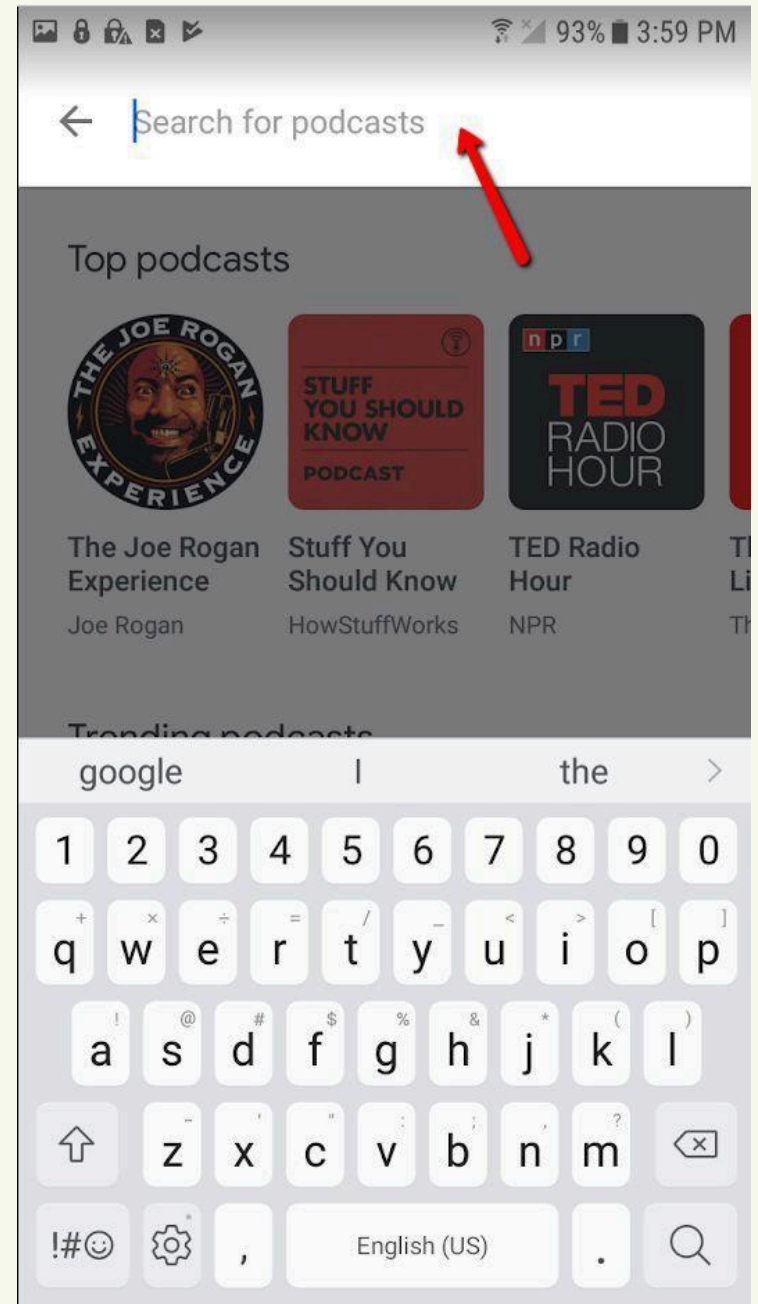 93% 3:59 PM
Search for podcasts
Top podcasts
THE JOE ROGAN EXPERIENCE
STUFF
YOU SHOULD
KNOW
PODCAST
npr
TED
RADIO
HOUR
The Joe Rogan
Experience
Joe Rogan
Stuff You
Should Know
HowStuffWorks
TED Radio
Hour
NPR
Trending podcasts
google I the >
1 2 3 4 5 6 7 8 9 0
+ × ÷ = / _ < > [ ]
q w e r t y u i o p
! @ # $ % & * ( )
a s d f g h j k l
- ' " : ; , ?
z x c v b n m
!#☺ , English (US) .